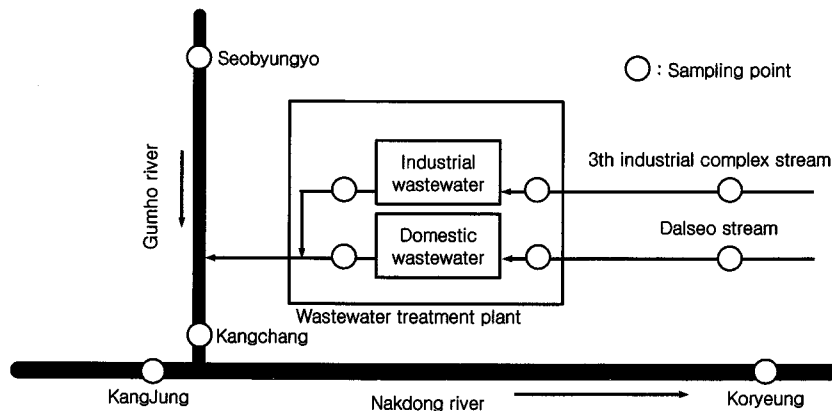 Seobyungyo
: Sampling point
Gumho river
Industrial
wastewater
3th industrial complex stream
Domestic
wastewater
Dalseo stream
Wastewater treatment plant
Kangchang
KangJung
Nakdong river
Koryeung